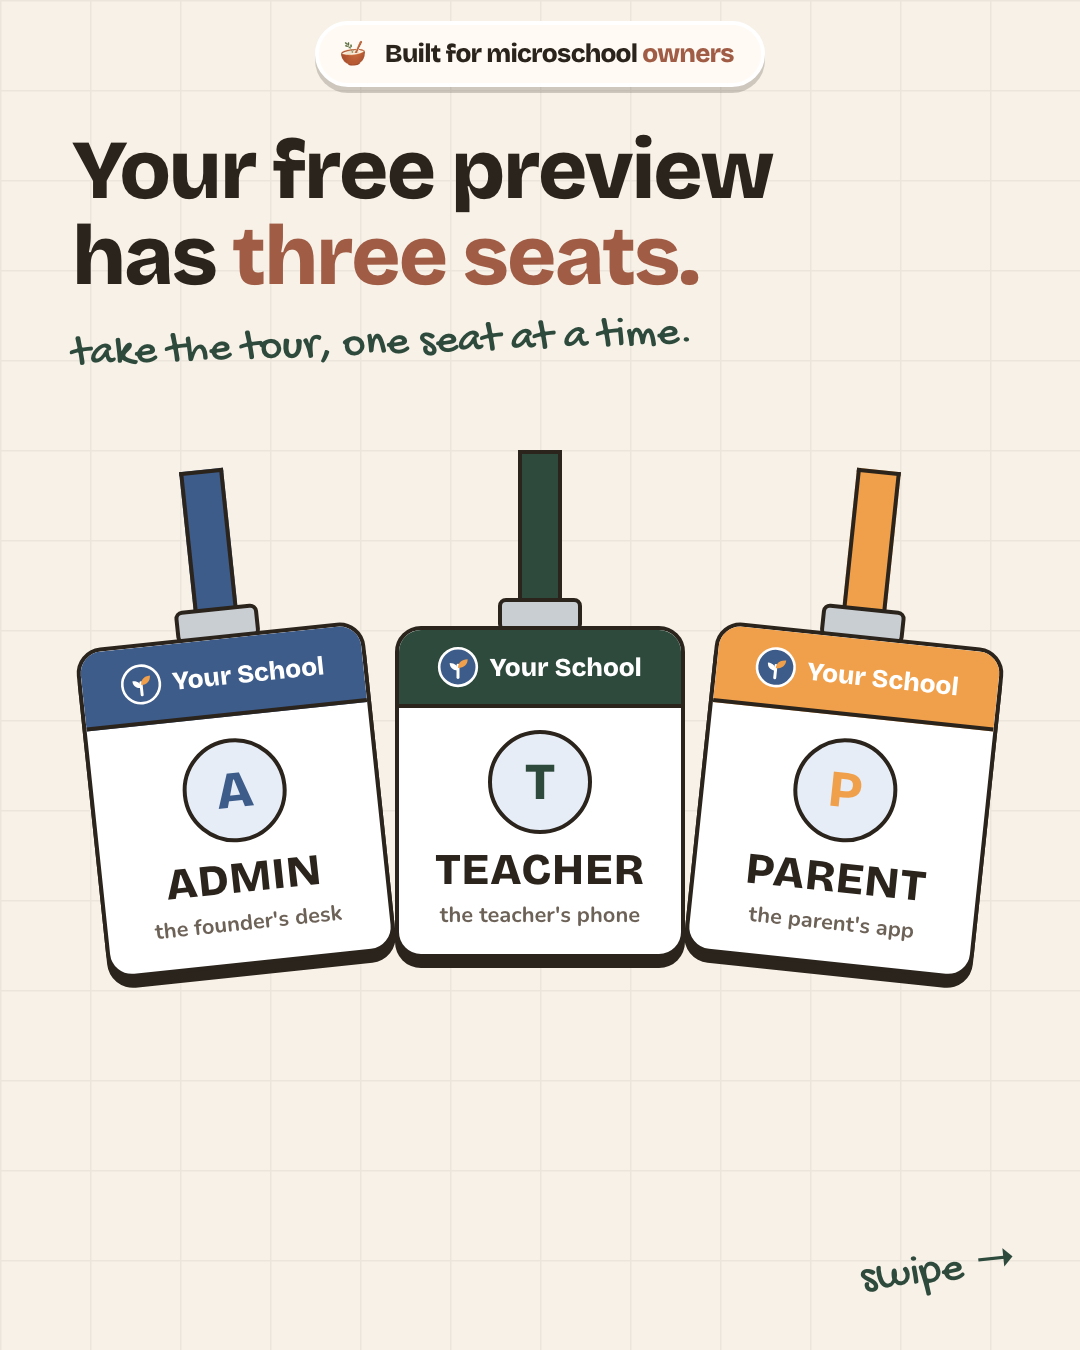 Built for microschool owners
Your free preview
has three seats.
take the tour, one seat at a time.
Your School
A
ADMIN
the founder's desk
Your School
T
TEACHER
the teacher's phone
Your School
P
PARENT
the parent's app
swipe →